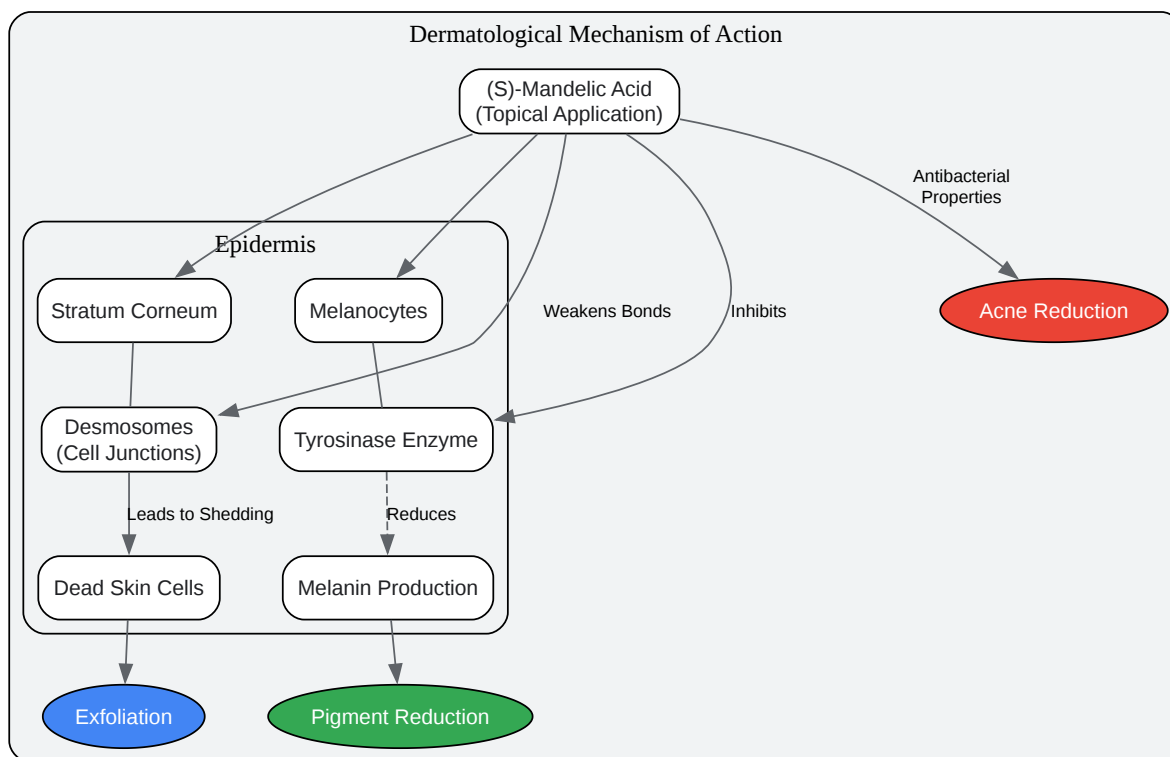 Dermatological Mechanism of Action
(S)-Mandelic Acid
(Topical Application)
Antibacterial
Properties
Epidermis
Stratum Corneum
Melanocytes
Weakens Bonds
Inhibits
Acne Reduction
Desmosomes
(Cell Junctions)
Tyrosinase Enzyme
Leads to Shedding
Reduces
Dead Skin Cells
Melanin Production
Exfoliation
Pigment Reduction